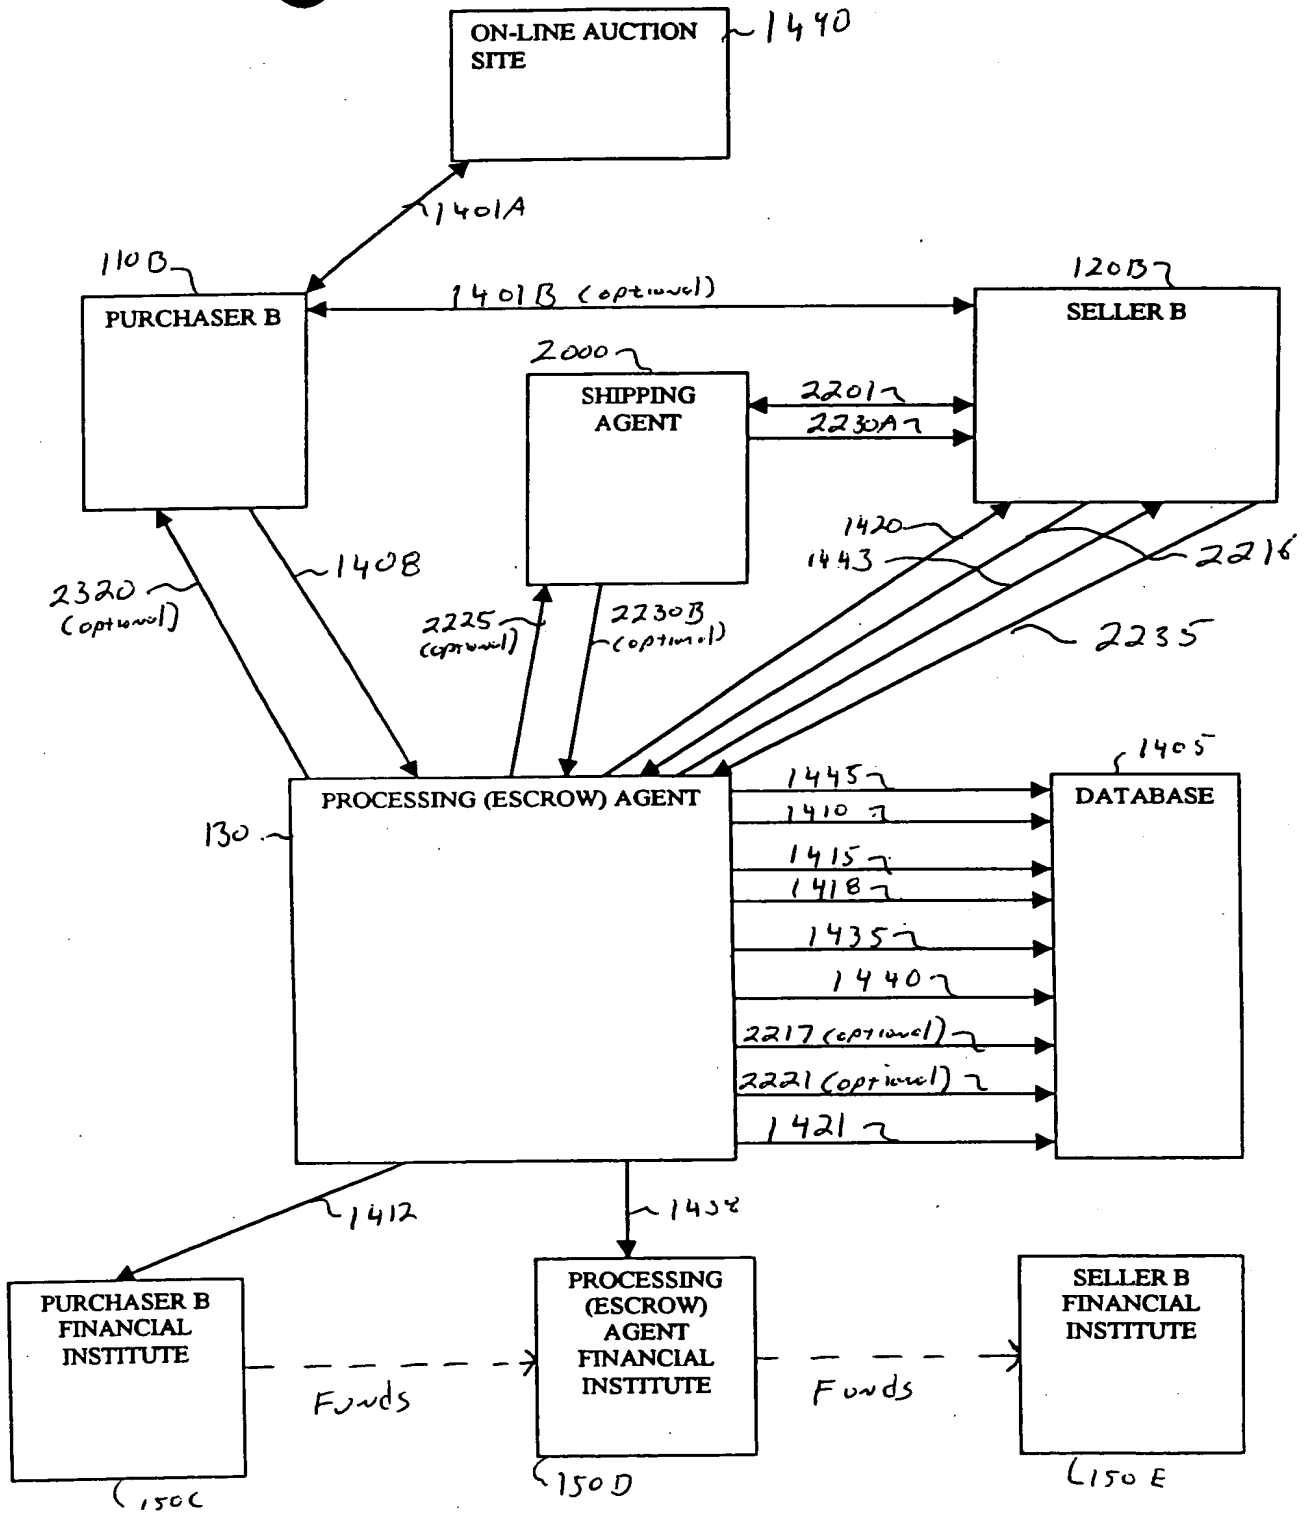 ON-LINE AUCTION
SITE
1490
1401A
110B
PURCHASER B
1401B (optional)
120B
SELLER B
2000
SHIPPING
AGENT
2201
2230A
1420
1443
2216
2235
1408
2320
(optional)
2225
(optional)
2230B
(optional)
130
PROCESSING (ESCROW) AGENT
1405
DATABASE
1445
1410
1415
1418
1435
1440
2217 (optional)
2221 (optional)
1421
1412
PURCHASER B
FINANCIAL
INSTITUTE
PROCESSING
(ESCROW)
AGENT
FINANCIAL
INSTITUTE
SELLER B
FINANCIAL
INSTITUTE
Funds
Funds
150C
150D
150E